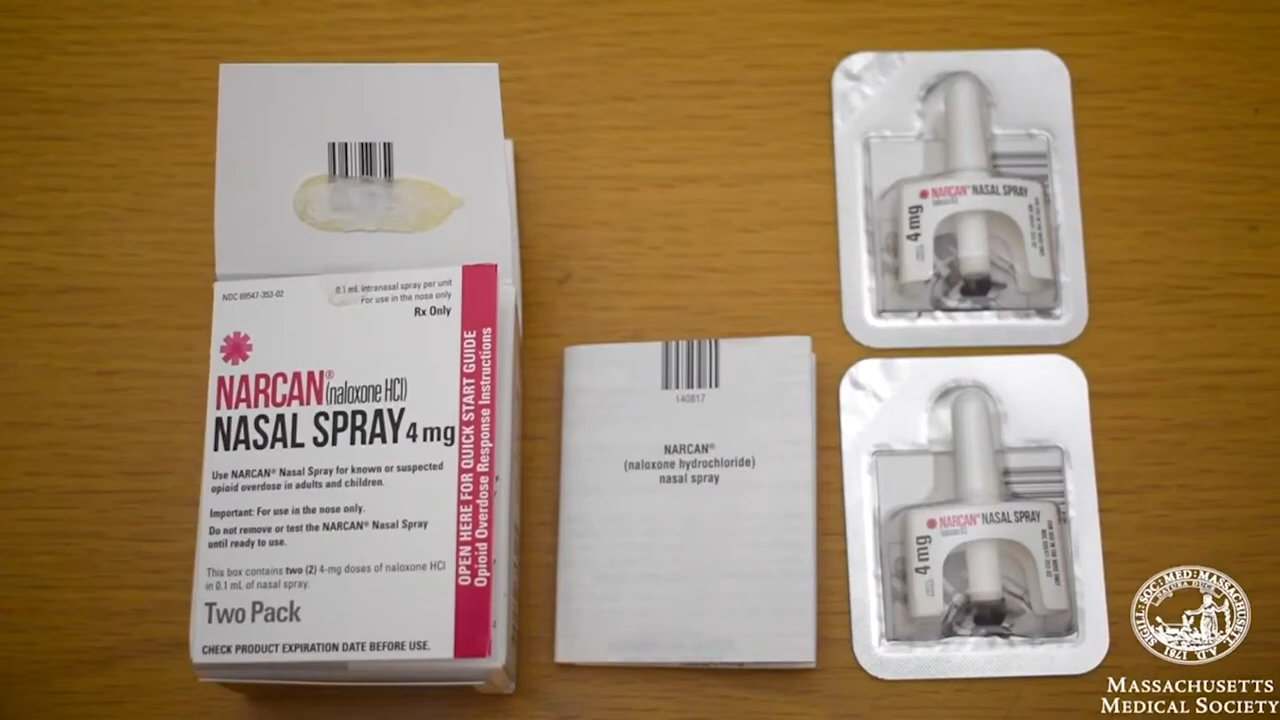 NDC 69547-353-02
0.1 mL intranasal spray per unit
For use in the nose only
Rx Only
NARCAN® (naloxone HCl)
NASAL SPRAY 4 mg
Use NARCAN® Nasal Spray for known or suspected
opioid overdose in adults and children.
Important: For use in the nose only.
Do not remove or test the NARCAN® Nasal Spray
until ready to use.
This box contains two (2) 4-mg doses of naloxone HCl
in 0.1 mL of nasal spray.
Two Pack
CHECK PRODUCT EXPIRATION DATE BEFORE USE.
OPEN HERE FOR QUICK START GUIDE
Opioid Overdose Response Instructions
140817
NARCAN®
(naloxone hydrochloride)
nasal spray
NARCAN® NASAL SPRAY
4 mg
NARCAN® NASAL SPRAY
4 mg
SIGILL: SOC: MED: MASSACHUSETT: A.D. 1781
MASSACHUSETTS
MEDICAL SOCIETY